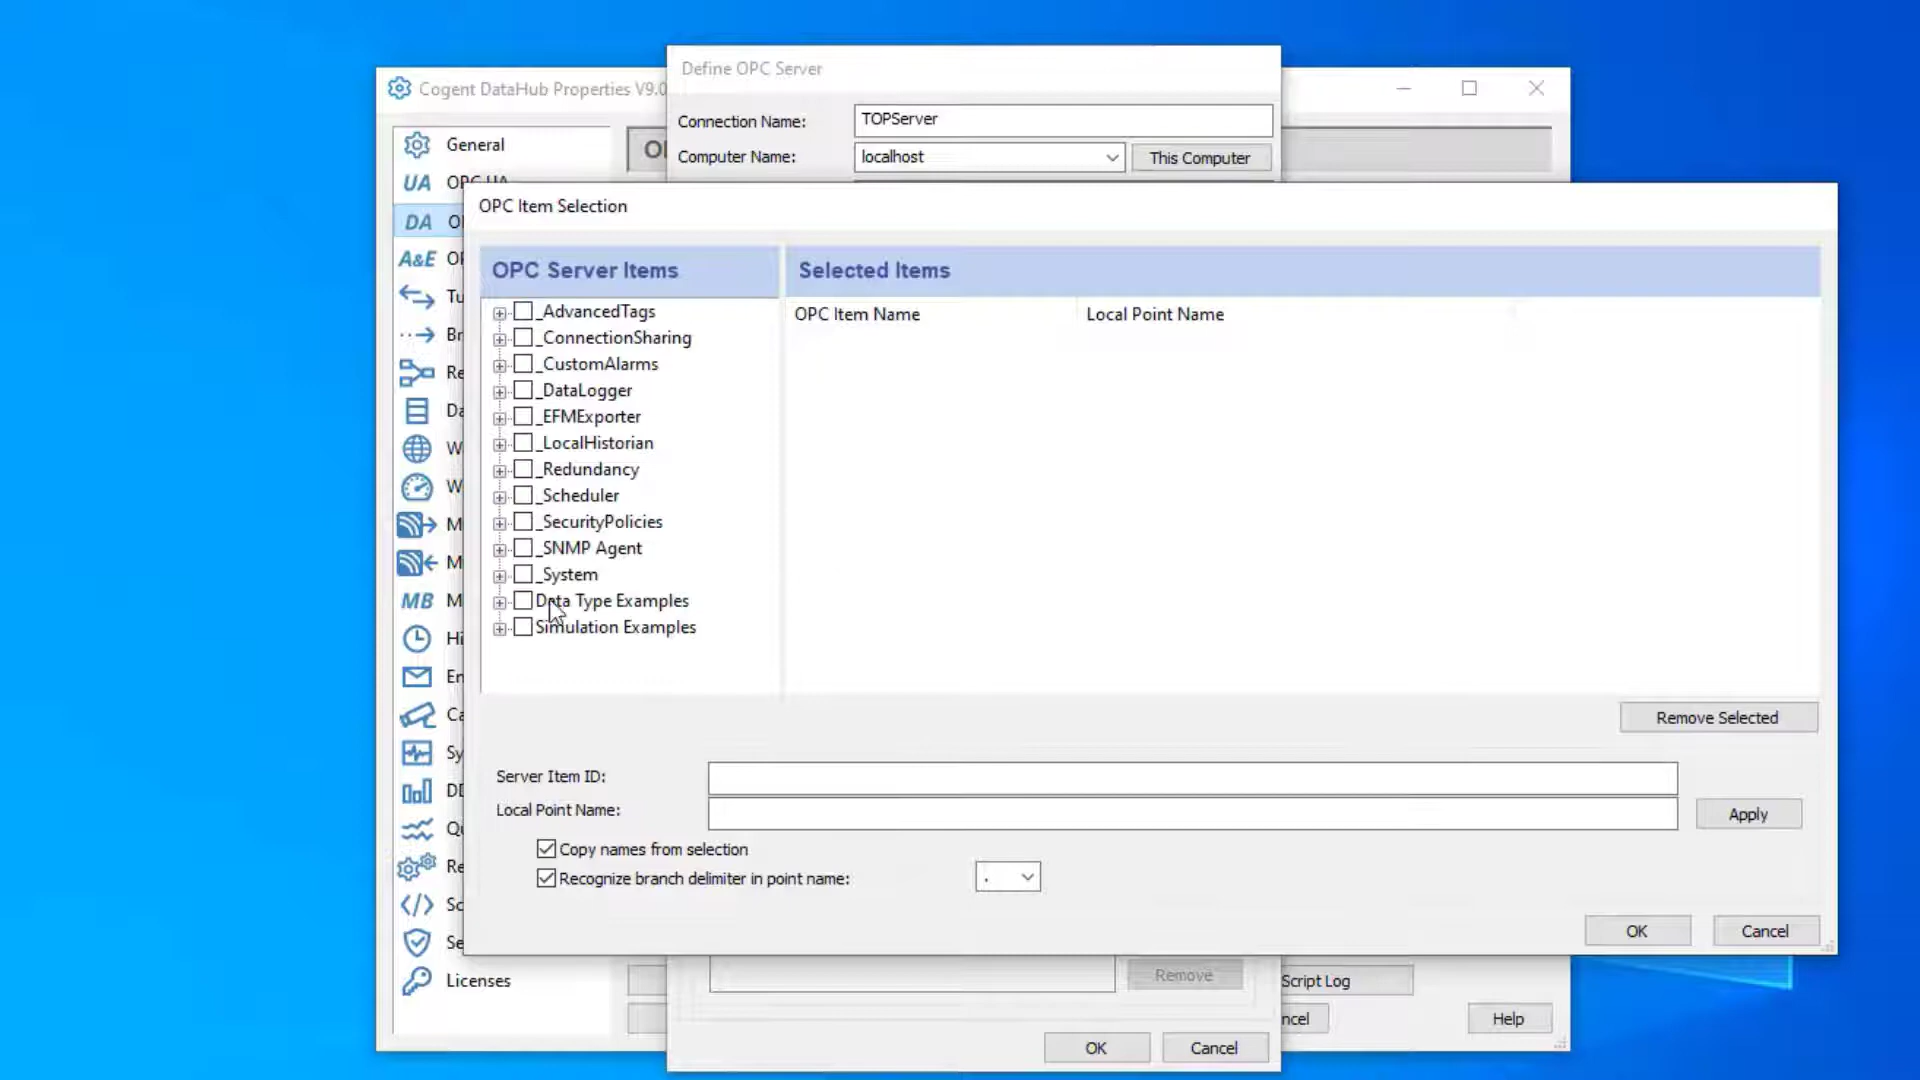 Define OPC Server
Cogent DataHub Properties V9.0
Connection Name:
TOPServer
Computer Name:
localhost
This Computer
General
UA
DA
A&E
MB
Licenses
OPC Item Selection
OPC Server Items
Selected Items
_AdvancedTags
_ConnectionSharing
_CustomAlarms
_DataLogger
_EFMExporter
_LocalHistorian
_Redundancy
_Scheduler
_SecurityPolicies
_SNMP Agent
_System
Data Type Examples
Simulation Examples
OPC Item Name
Local Point Name
Remove Selected
Server Item ID:
Local Point Name:
Apply
Copy names from selection
Recognize branch delimiter in point name:
.
OK
Cancel
Remove
Script Log
Help
OK
Cancel